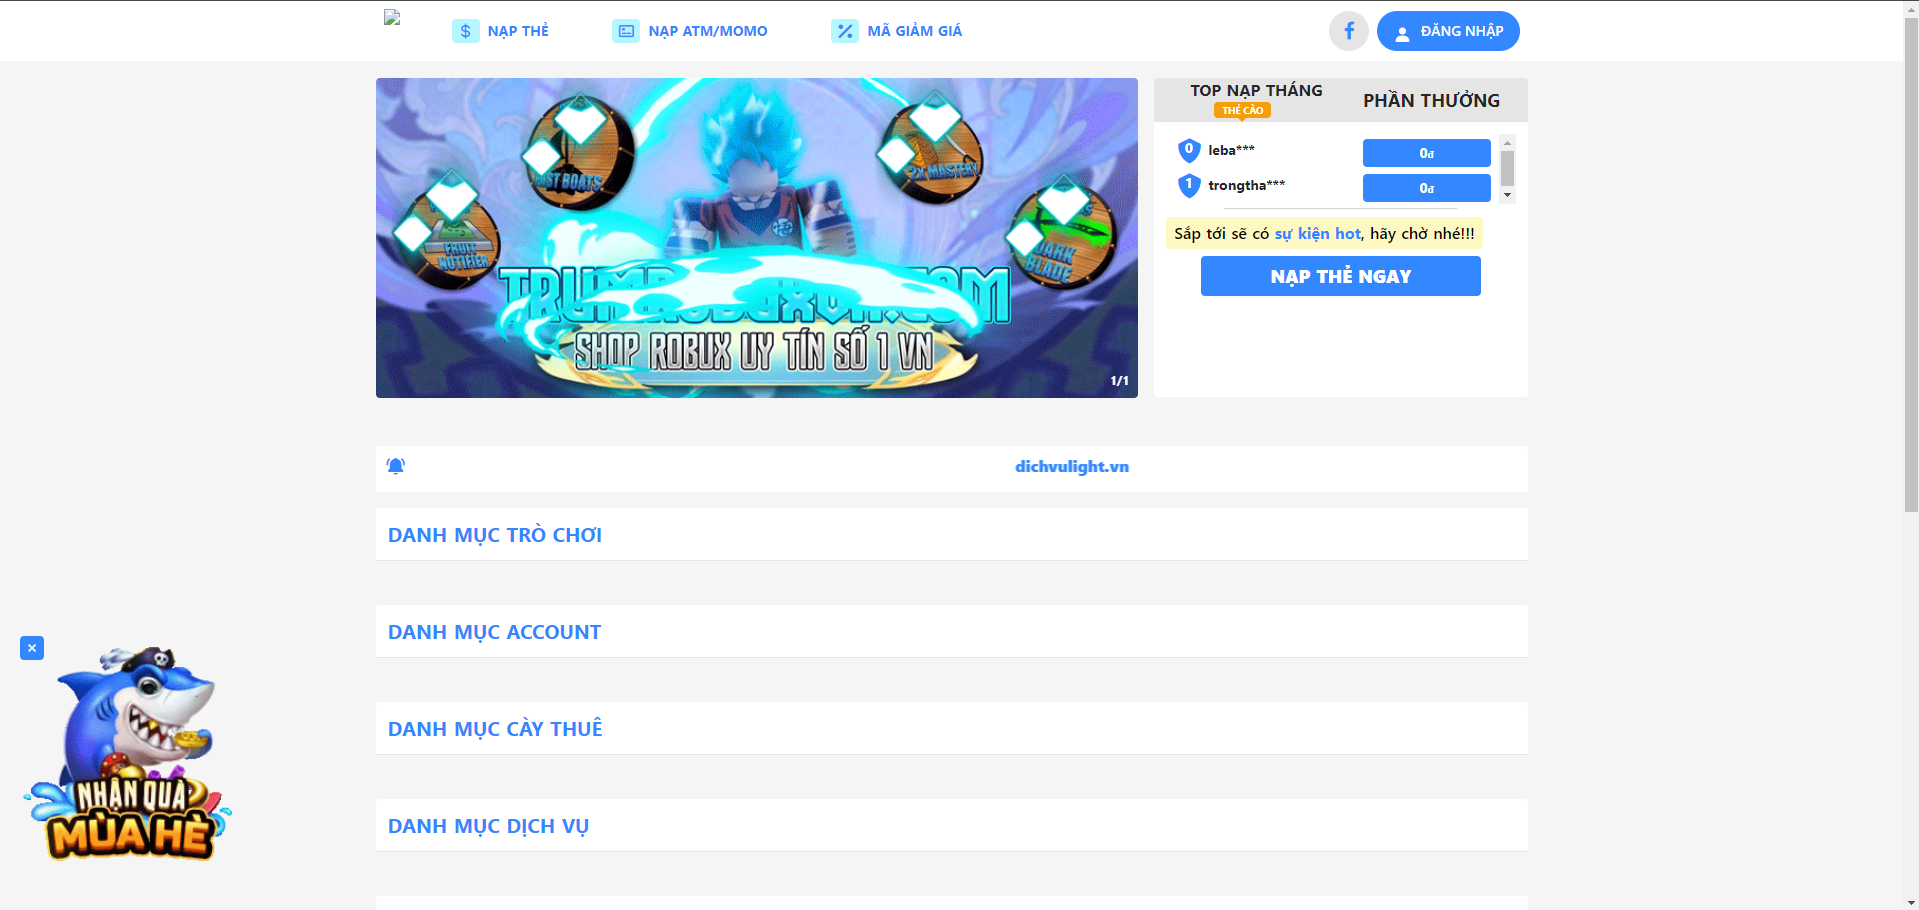 NẠP THẺ
NẠP ATM/MOMO
MÃ GIẢM GIÁ
ĐĂNG NHẬP
FAST BOATS
2X MASTERY
FRUIT NOTIFIER
DARK BLADE
SHOP ROBUX UY TÍN SỐ 1 VN
1/1
TOP NẠP THÁNG
THẺ CÀO
PHẦN THƯỞNG
0 leba*** 0đ
1 trongtha*** 0đ
Sắp tới sẽ có sự kiện hot, hãy chờ nhé!!!
NẠP THẺ NGAY
dichvulight.vn
DANH MỤC TRÒ CHƠI
DANH MỤC ACCOUNT
DANH MỤC CÀY THUÊ
DANH MỤC DỊCH VỤ
×
NHẬN QUÀ
MÙA HÈ